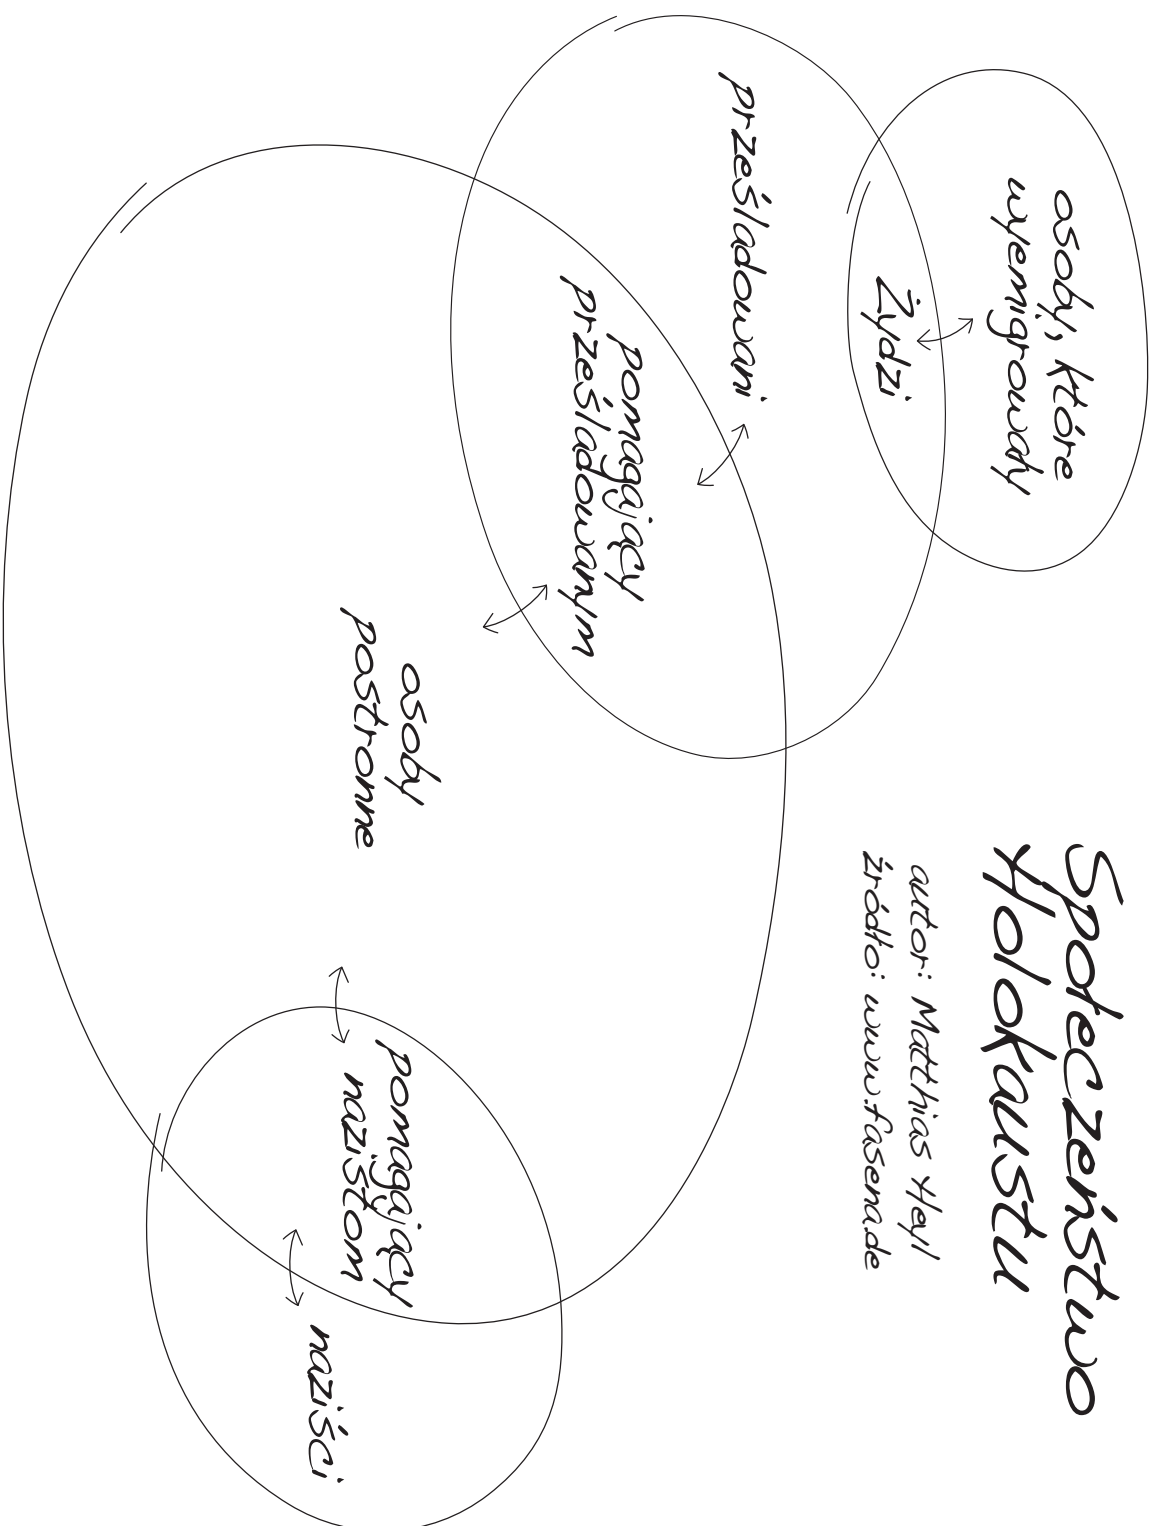 Społeczeństwo
Holokaustu
autor: Matthias Heyl
źródło: www.fasena.de
osoby, które
wyemigrowały
Żydzi
prześladowani
pomagający
prześladowanym
osoby
postronne
pomagający
nazistom
naziści